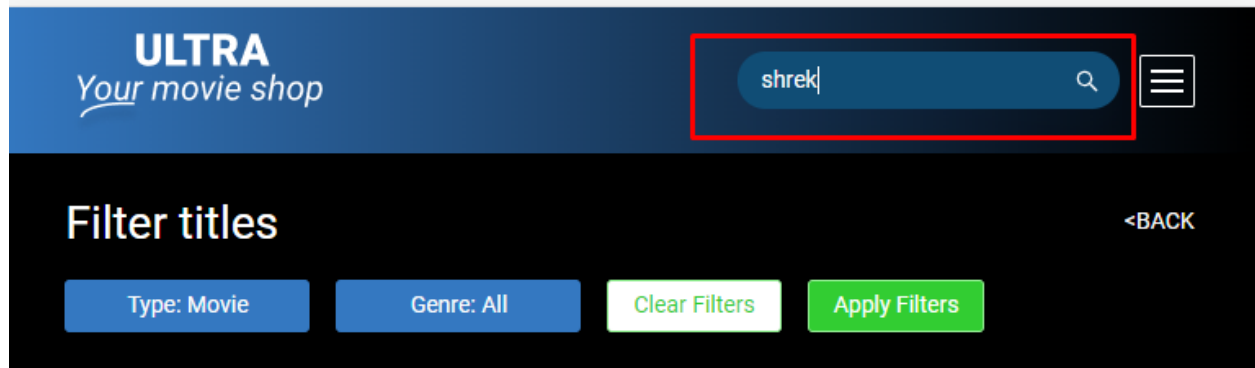 ULTRA
Your movie shop
shrek
Filter titles
<BACK
Type: Movie
Genre: All
Clear Filters
Apply Filters